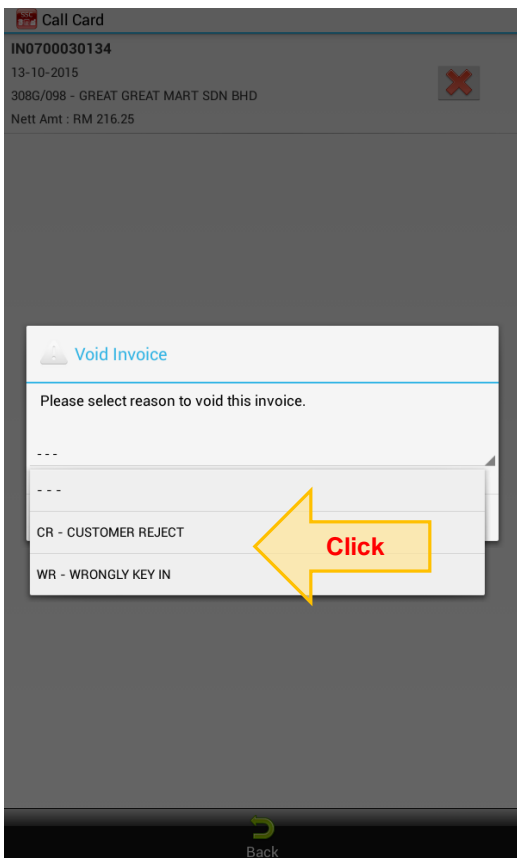 Call Card
IN0700030134
13-10-2015
308G/098 - GREAT GREAT MART SDN BHD
Nett Amt : RM 216.25
Void Invoice
Please select reason to void this invoice.
- - -
- - -
CR - CUSTOMER REJECT
WR - WRONGLY KEY IN
Click
Back